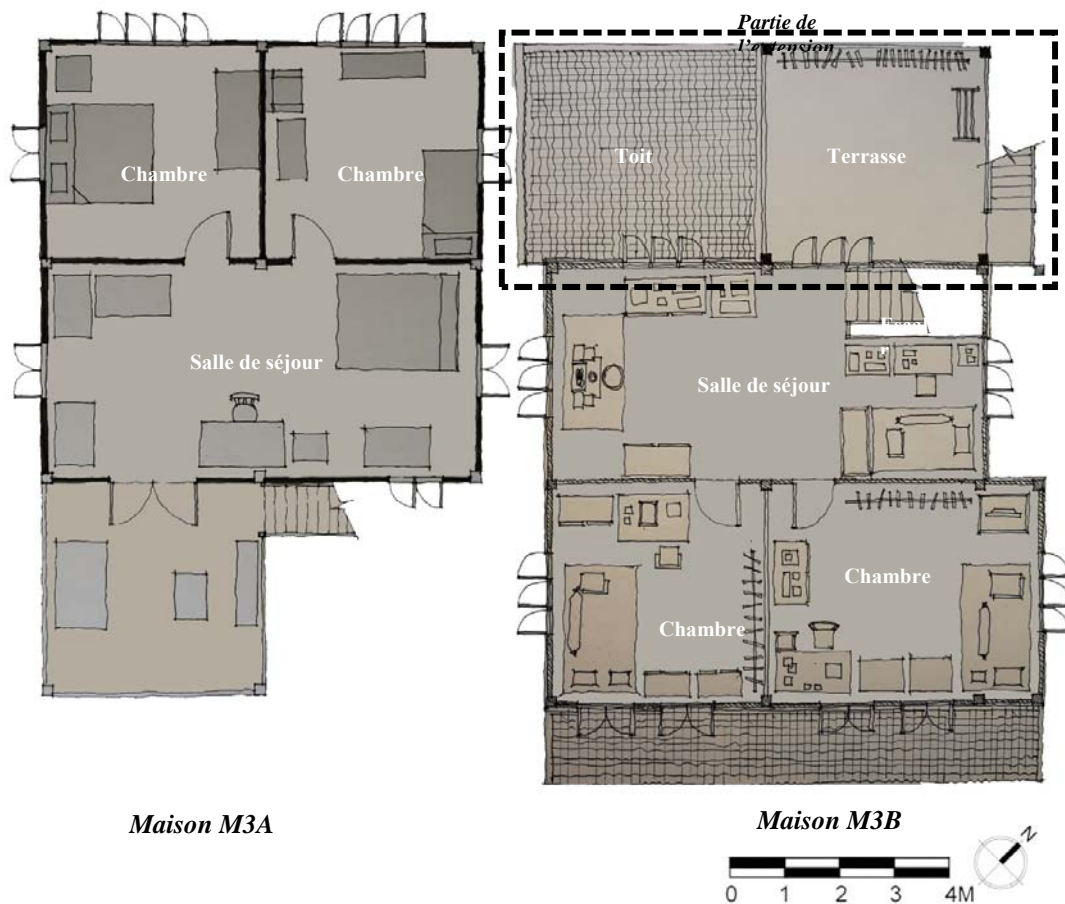 Partie de
l'extension
Chambre
Chambre
Toit
Terrasse
Salle de séjour
Salle de séjour
Chambre
Chambre
Maison M3A
Maison M3B
N
0 1 2 3 4M